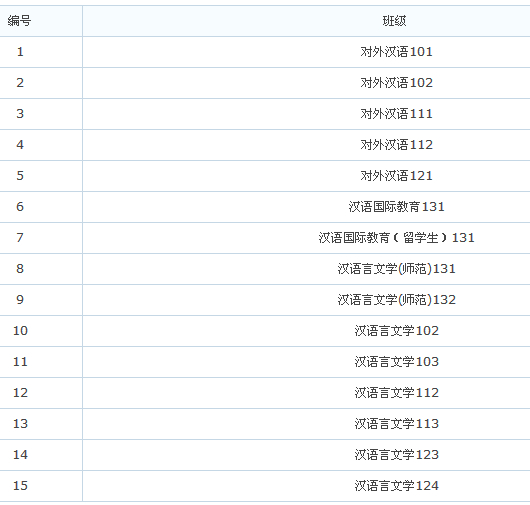 编号 班级
1 对外汉语101
2 对外汉语102
3 对外汉语111
4 对外汉语112
5 对外汉语121
6 汉语国际教育131
7 汉语国际教育（留学生）131
8 汉语言文学(师范)131
9 汉语言文学(师范)132
10 汉语言文学102
11 汉语言文学103
12 汉语言文学112
13 汉语言文学113
14 汉语言文学123
15 汉语言文学124